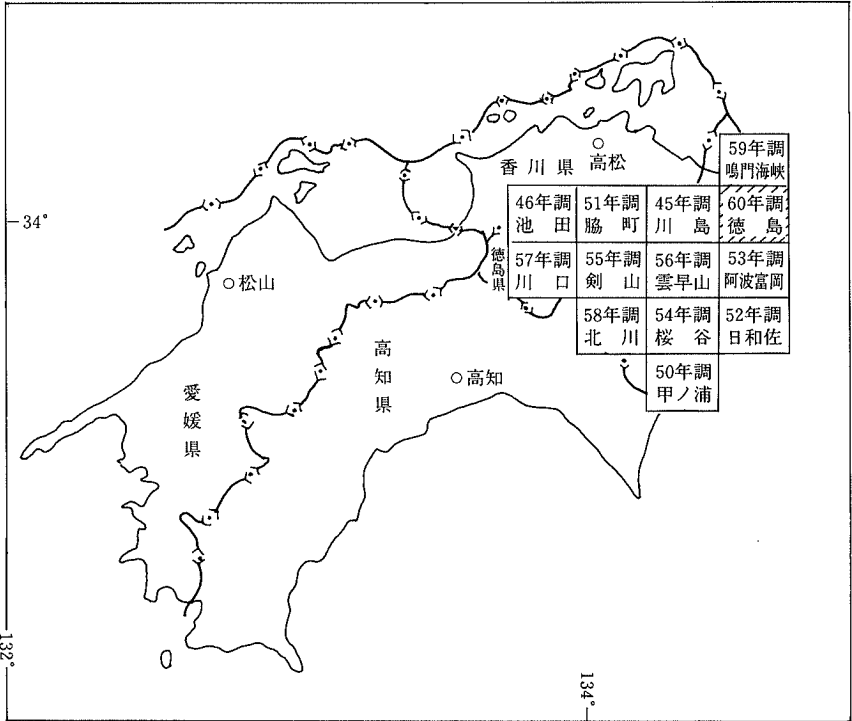 香川県
高松
59年調
鳴門海峡
34°
46年調
池田
51年調
脇町
45年調
川島
60年調
徳島
徳島県
57年調
川口
55年調
剣山
56年調
雲早山
53年調
阿波富岡
松山
58年調
北川
54年調
桜谷
52年調
日和佐
高知県
高知
50年調
甲ノ浦
愛媛県
132°
134°